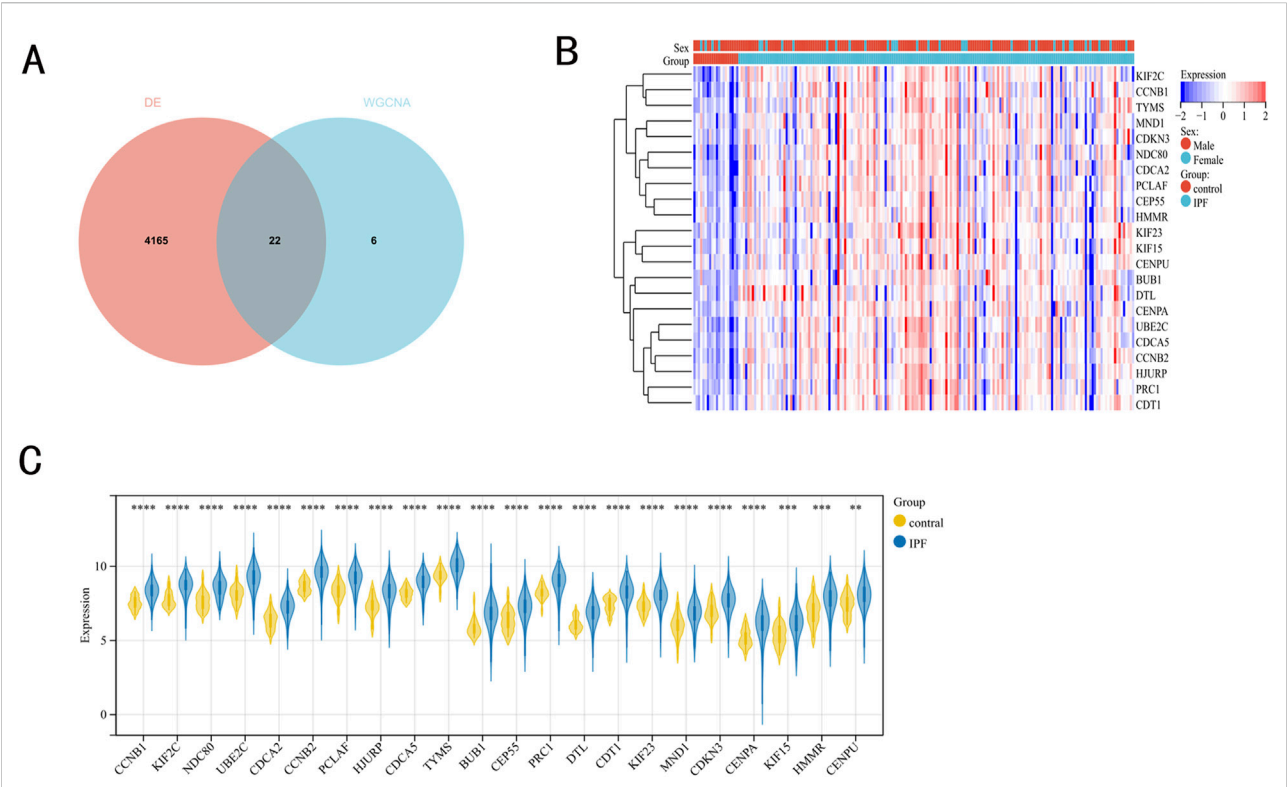 A
DE
WGCNA
4165
22
6
B
Sex
Group
KIF2C
CCNB1
TYMS
MND1
CDKN3
NDC80
CDCA2
PCLAF
CEP55
HMMR
KIF23
KIF15
CENPU
BUB1
DTL
CENPA
UBE2C
CDCA5
CCNB2
HJURP
PRC1
CDT1
Expression
−2 −1 0 1 2
Sex:
Male
Female
Group:
control
IPF
C
**** **** **** **** **** **** **** **** **** **** **** **** **** **** **** **** **** **** *** *** *** **
Expression
10
5
0
CCNB1 KIF2C NDC80 UBE2C CDCA2 CCNB2 PCLAF HJURP CDCA5 TYMS BUB1 CEP55 PRC1 DTL CDT1 KIF23 MND1 CDKN3 CENPA KIF15 HMMR CENPU
Group
contral
IPF